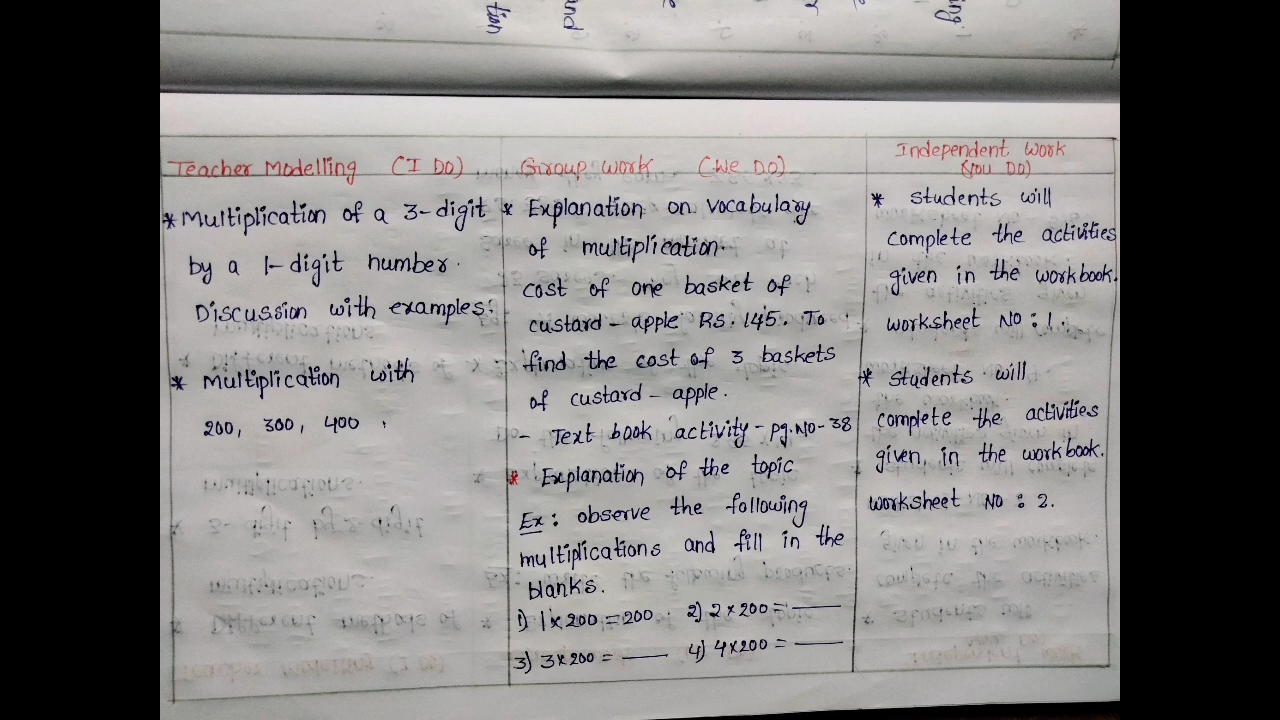 Teacher Modelling (I DO)
* Multiplication of a 3-digit
by a 1-digit number.
Discussion with examples:
* Multiplication with
200, 300, 400 .
Group work (We DO)
* Explanation on vocabulary
of multiplication.
cost of one basket of
custard-apple RS. 145. To
find the cost of 3 baskets
of custard-apple.
- Text book activity - pg.NO-38
* Explanation of the topic
Ex: observe the following
multiplications and fill in the
blanks.
1) 1x200 = 200 . 2) 2x200 = ___
3) 3x200 = ___ 4) 4x200 = ___
Independent Work
(You DO)
* students will
complete the activities
given in the workbook.
worksheet NO : 1.
* students will
complete the activities
given, in the workbook.
worksheet NO : 2.